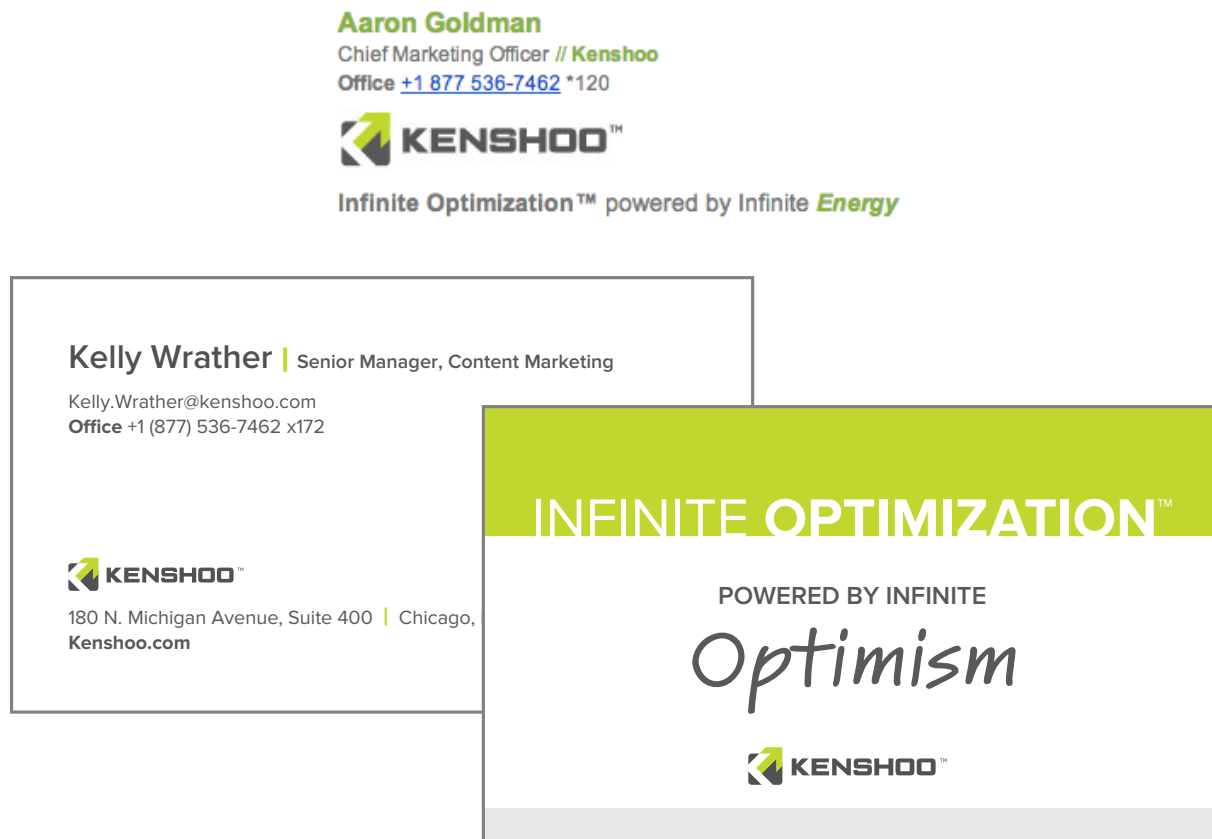 Aaron Goldman
Chief Marketing Officer // Kenshoo
Office +1 877 536-7462 *120
KENSHOO™
Infinite Optimization™ powered by Infinite Energy
Kelly Wrather | Senior Manager, Content Marketing
Kelly.Wrather@kenshoo.com
Office +1 (877) 536-7462 x172
KENSHOO™
180 N. Michigan Avenue, Suite 400 | Chicago,
Kenshoo.com
INFINITE OPTIMIZATION™
POWERED BY INFINITE
Optimism
KENSHOO™